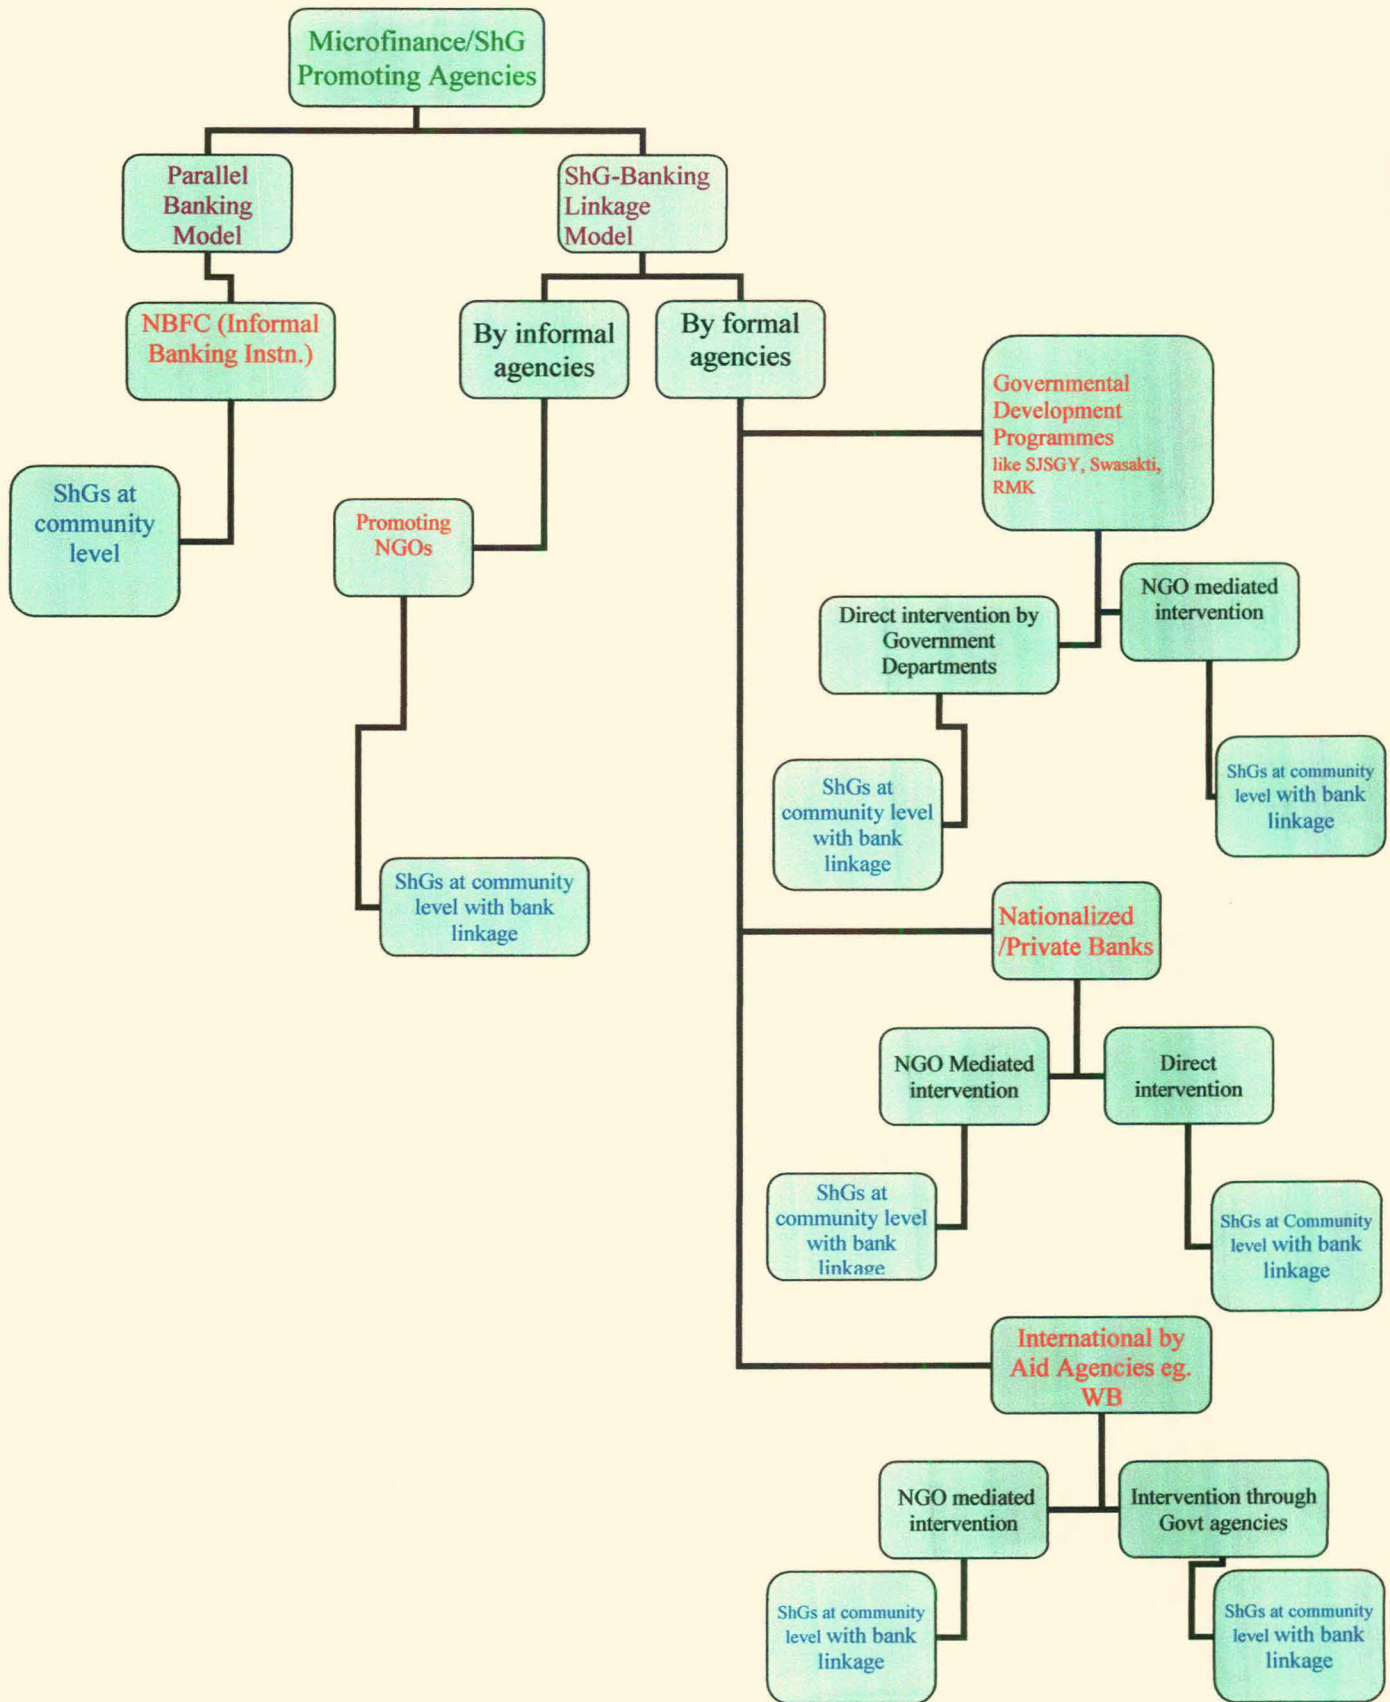 Microfinance/ShG
Promoting Agencies
Parallel
Banking
Model
ShG-Banking
Linkage
Model
NBFC (Informal
Banking Instn.)
By informal
agencies
By formal
agencies
Governmental
Development
Programmes
like SJSGY, Swasakti,
RMK
ShGs at
community
level
Promoting
NGOs
Direct intervention by
Government
Departments
NGO mediated
intervention
ShGs at
community level
with bank
linkage
ShGs at community
level with bank
linkage
ShGs at community
level with bank
linkage
Nationalized
/Private Banks
NGO Mediated
intervention
Direct
intervention
ShGs at
community level
with bank
linkage
ShGs at Community
level with bank
linkage
International by
Aid Agencies eg.
WB
NGO mediated
intervention
Intervention through
Govt agencies
ShGs at community
level with bank
linkage
ShGs at community
level with bank
linkage